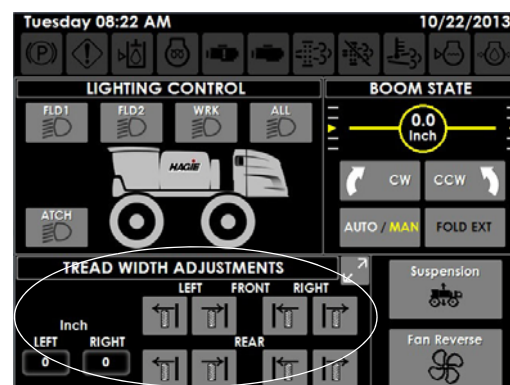 Tuesday 08:22 AM 10/22/2013
(P)
LIGHTING CONTROL
BOOM STATE
FLD1 FLD2 WRK ALL
0.0
Inch
HAGIE
CW CCW
ATCH
AUTO / MAN FOLD EXT
TREAD WIDTH ADJUSTMENTS
Suspension
LEFT FRONT RIGHT
Inch
LEFT RIGHT
REAR
Fan Reverse
0 0